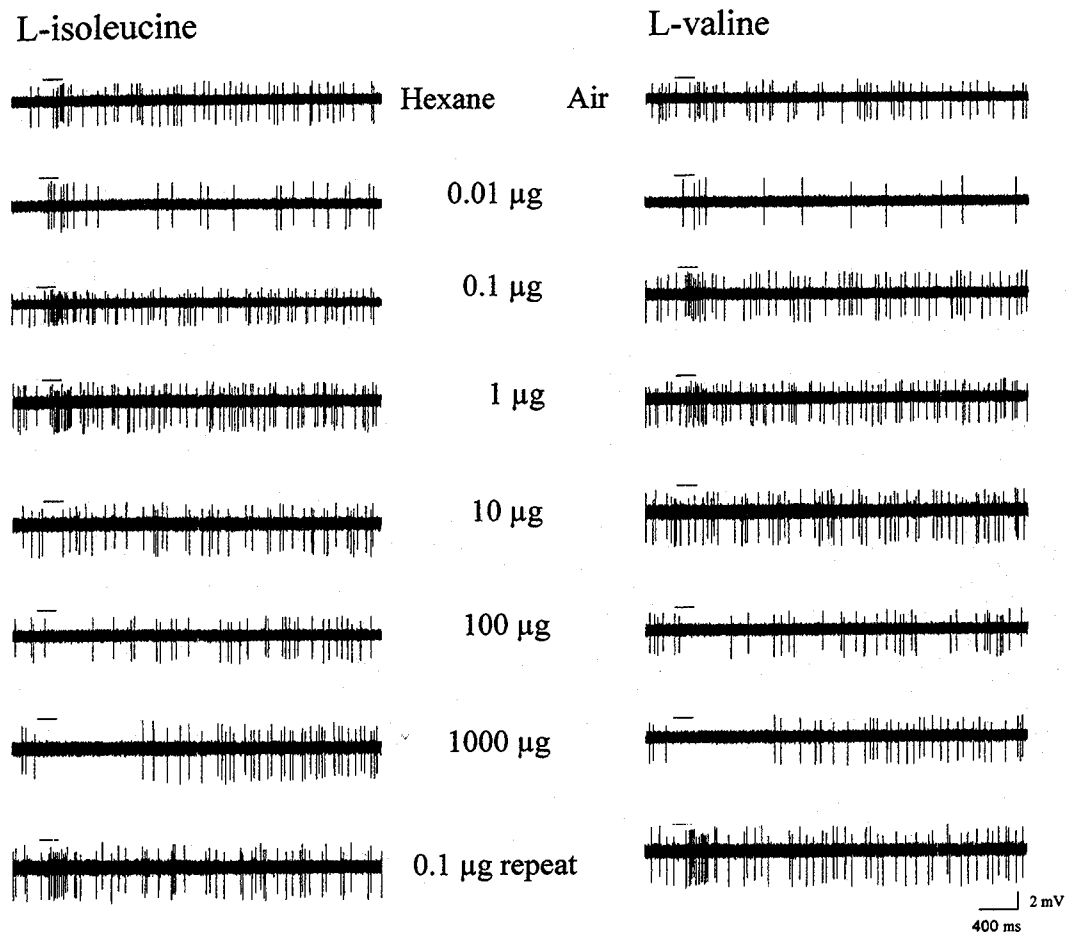 L-isoleucine
L-valine
Hexane
Air
0.01 µg
0.1 µg
1 µg
10 µg
100 µg
1000 µg
0.1 µg repeat
2 mV
400 ms